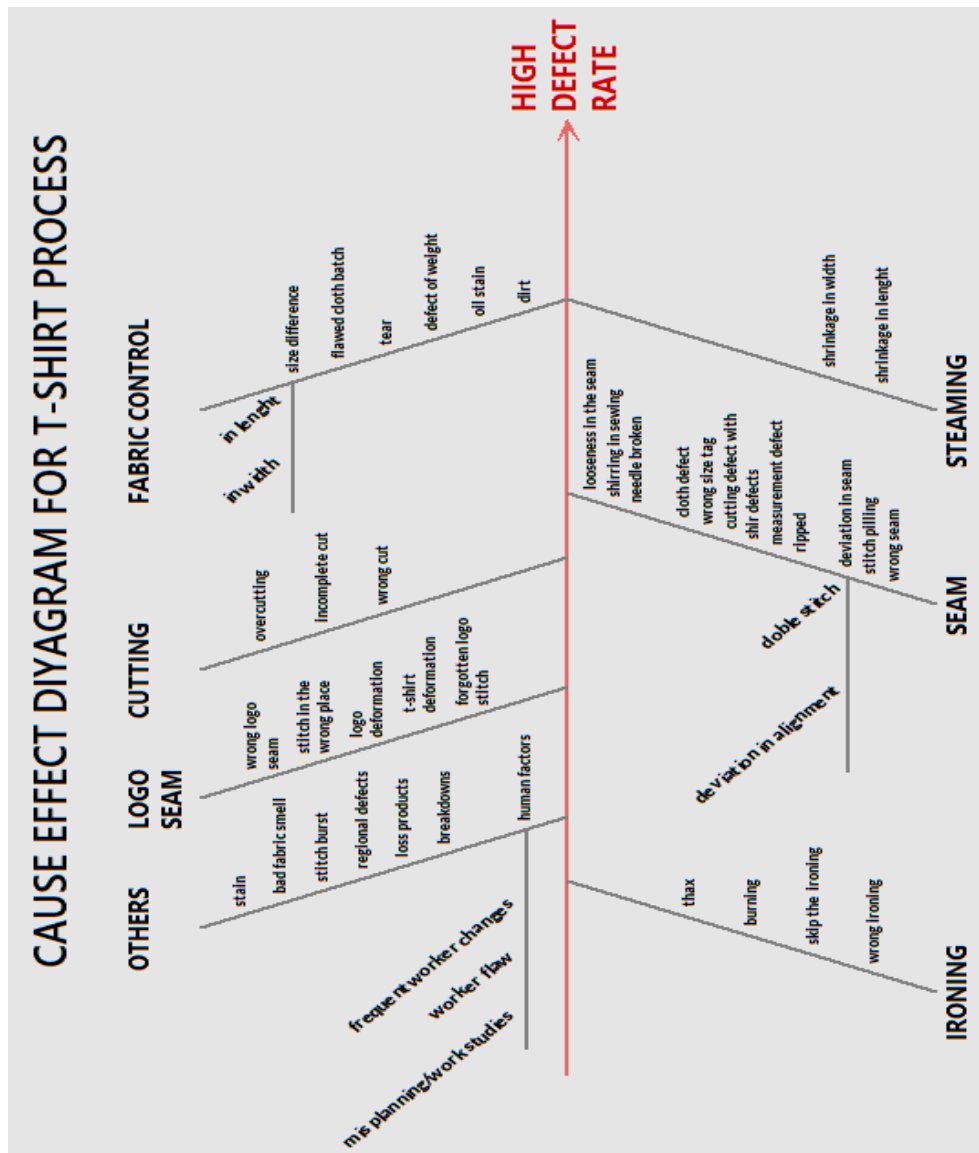 CAUSE EFFECT DIYAGRAM FOR T-SHIRT PROCESS
OTHERS
stain
bad fabric smell
stitch burst
regional defects
loss products
breakdowns
human factors
frequent worker changes
worker flaw
mis planning/work studies
LOGO
SEAM
wrong logo
seam
stitch in the
wrong place
logo
deformation
t-shirt
deformation
forgotten logo
stitch
CUTTING
overcutting
incomplete cut
wrong cut
FABRIC CONTROL
in lenght
in width
size difference
flawed cloth batch
tear
defect of weight
oil stain
dirt
HIGH
DEFECT
RATE
IRONING
thax
burning
skip the ironing
wrong ironing
SEAM
looseness in the seam
shirring in sewing
needle broken
cloth defect
wrong size tag
cutting defect with
shir defects
measurement defect
ripped
deviation in seam
stitch pilling
wrong seam
doble stitch
deviation in alignment
STEAMING
shrinkage in width
shrinkage in lenght